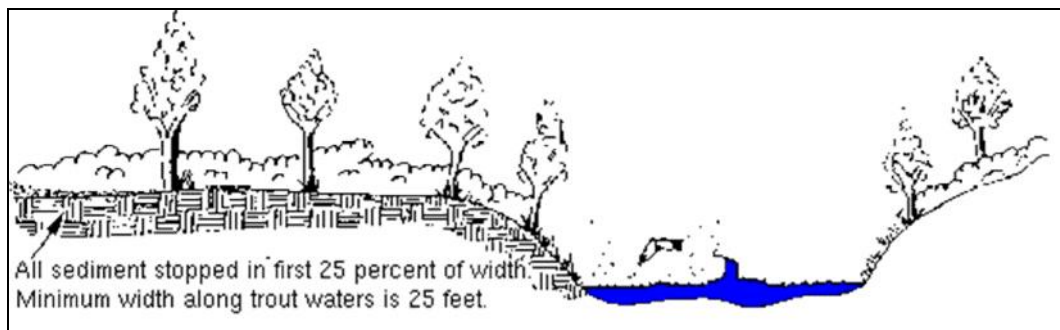 All sediment stopped in first 25 percent of width.
Minimum width along trout waters is 25 feet.